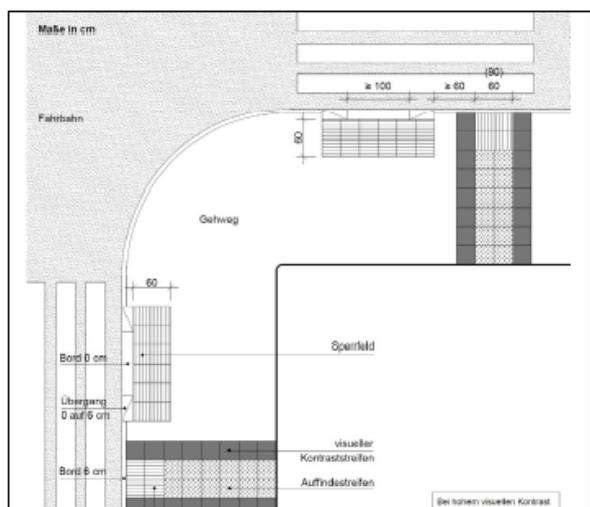 Maße in cm
Fahrbahn
≥ 100
≥ 60
(90)
60
60
Gehweg
60
Sperrfeld
Bord 0 cm
Übergang
0 auf 6 cm
visueller
Kontraststreifen
Bord 6 cm
Auffindestreifen
Bei hohem visuellen Kontrast